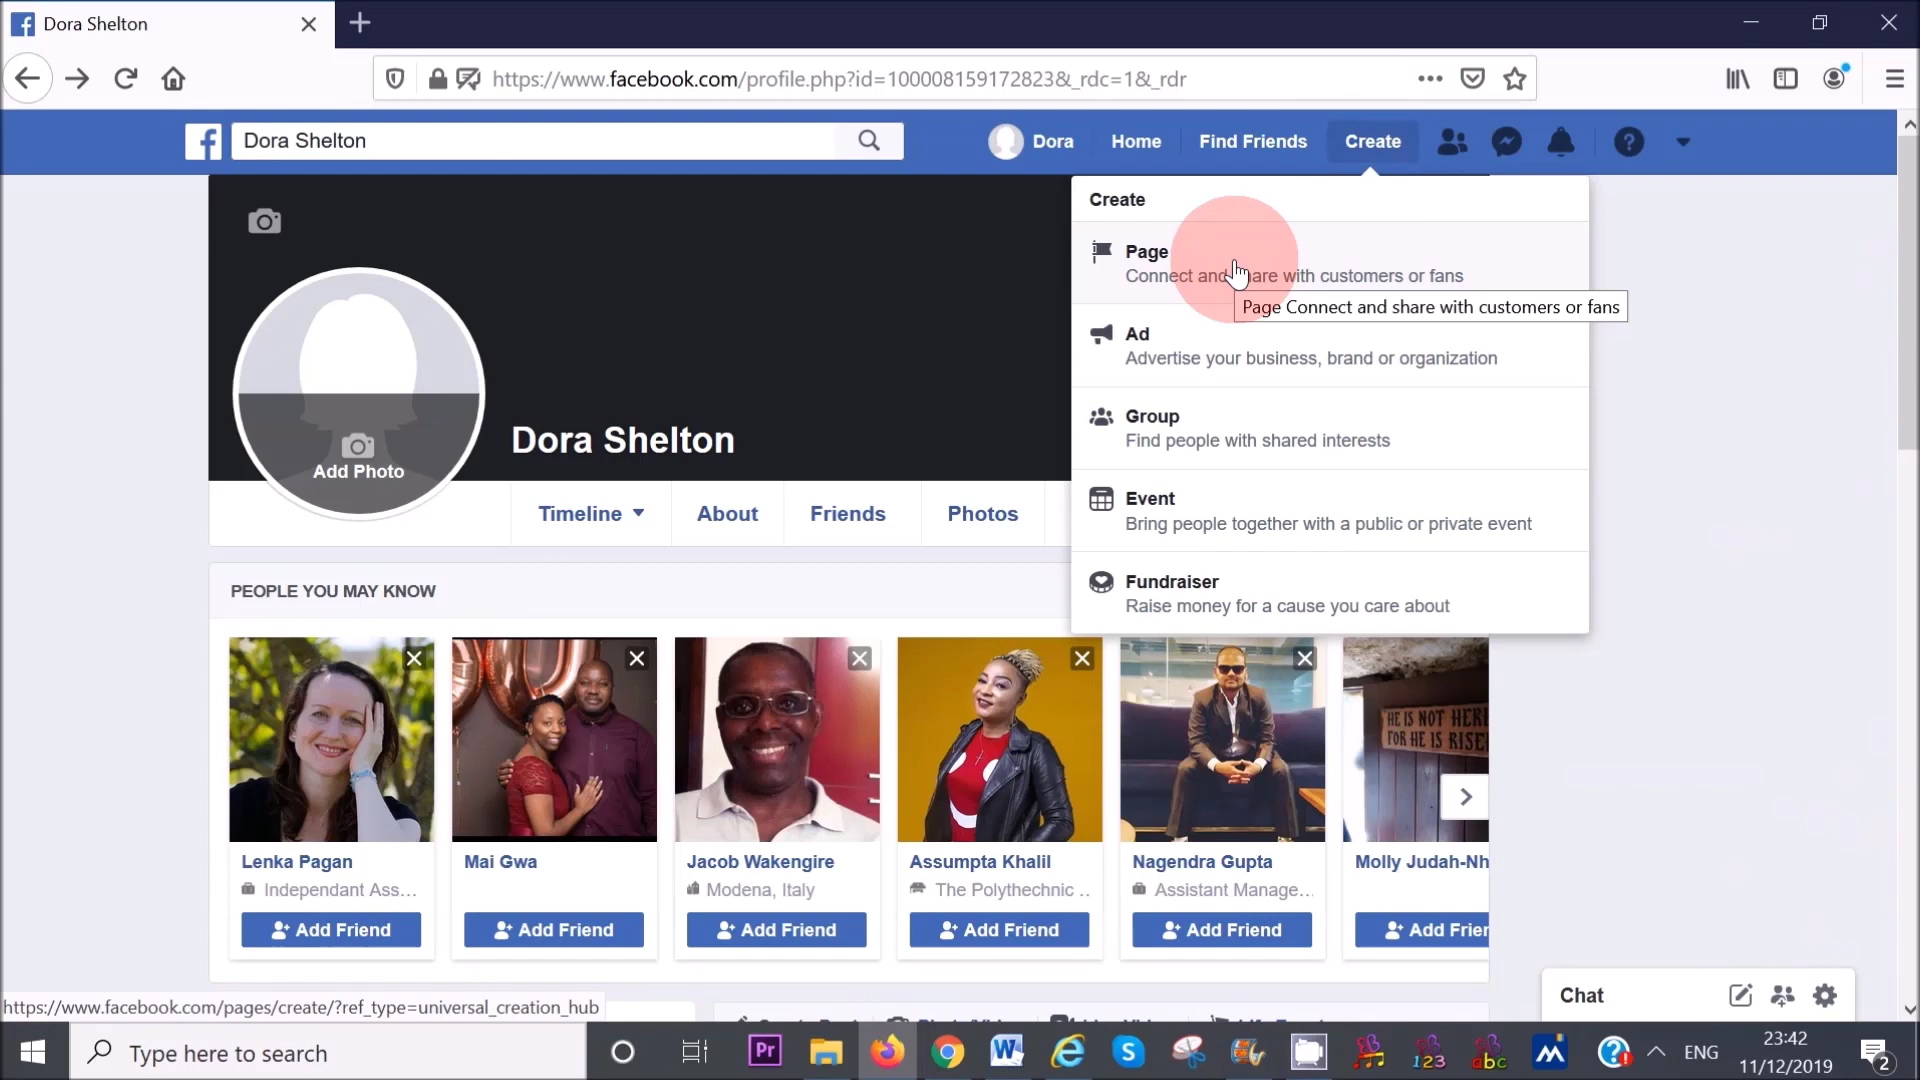 Dora Shelton
https://www.facebook.com/profile.php?id=100008159172823&_rdc=1&_rdr
Dora Shelton
Dora
Home
Find Friends
Create
Create
Page
Connect and share with customers or fans
Page Connect and share with customers or fans
Ad
Advertise your business, brand or organization
Group
Find people with shared interests
Event
Bring people together with a public or private event
Fundraiser
Raise money for a cause you care about
Add Photo
Dora Shelton
Timeline
About
Friends
Photos
PEOPLE YOU MAY KNOW
HE IS NOT HERE
FOR HE IS RISE
Lenka Pagan
Independant Ass...
Add Friend
Mai Gwa
Add Friend
Jacob Wakengire
Modena, Italy
Add Friend
Assumpta Khalil
The Polythechnic ..
Add Friend
Nagendra Gupta
Assistant Manage...
Add Friend
Molly Judah-Nh
Add Frien
Chat
https://www.facebook.com/pages/create/?ref_type=universal_creation_hub
Type here to search
Pr
W
123
abc
ENG
23:42
11/12/2019
2